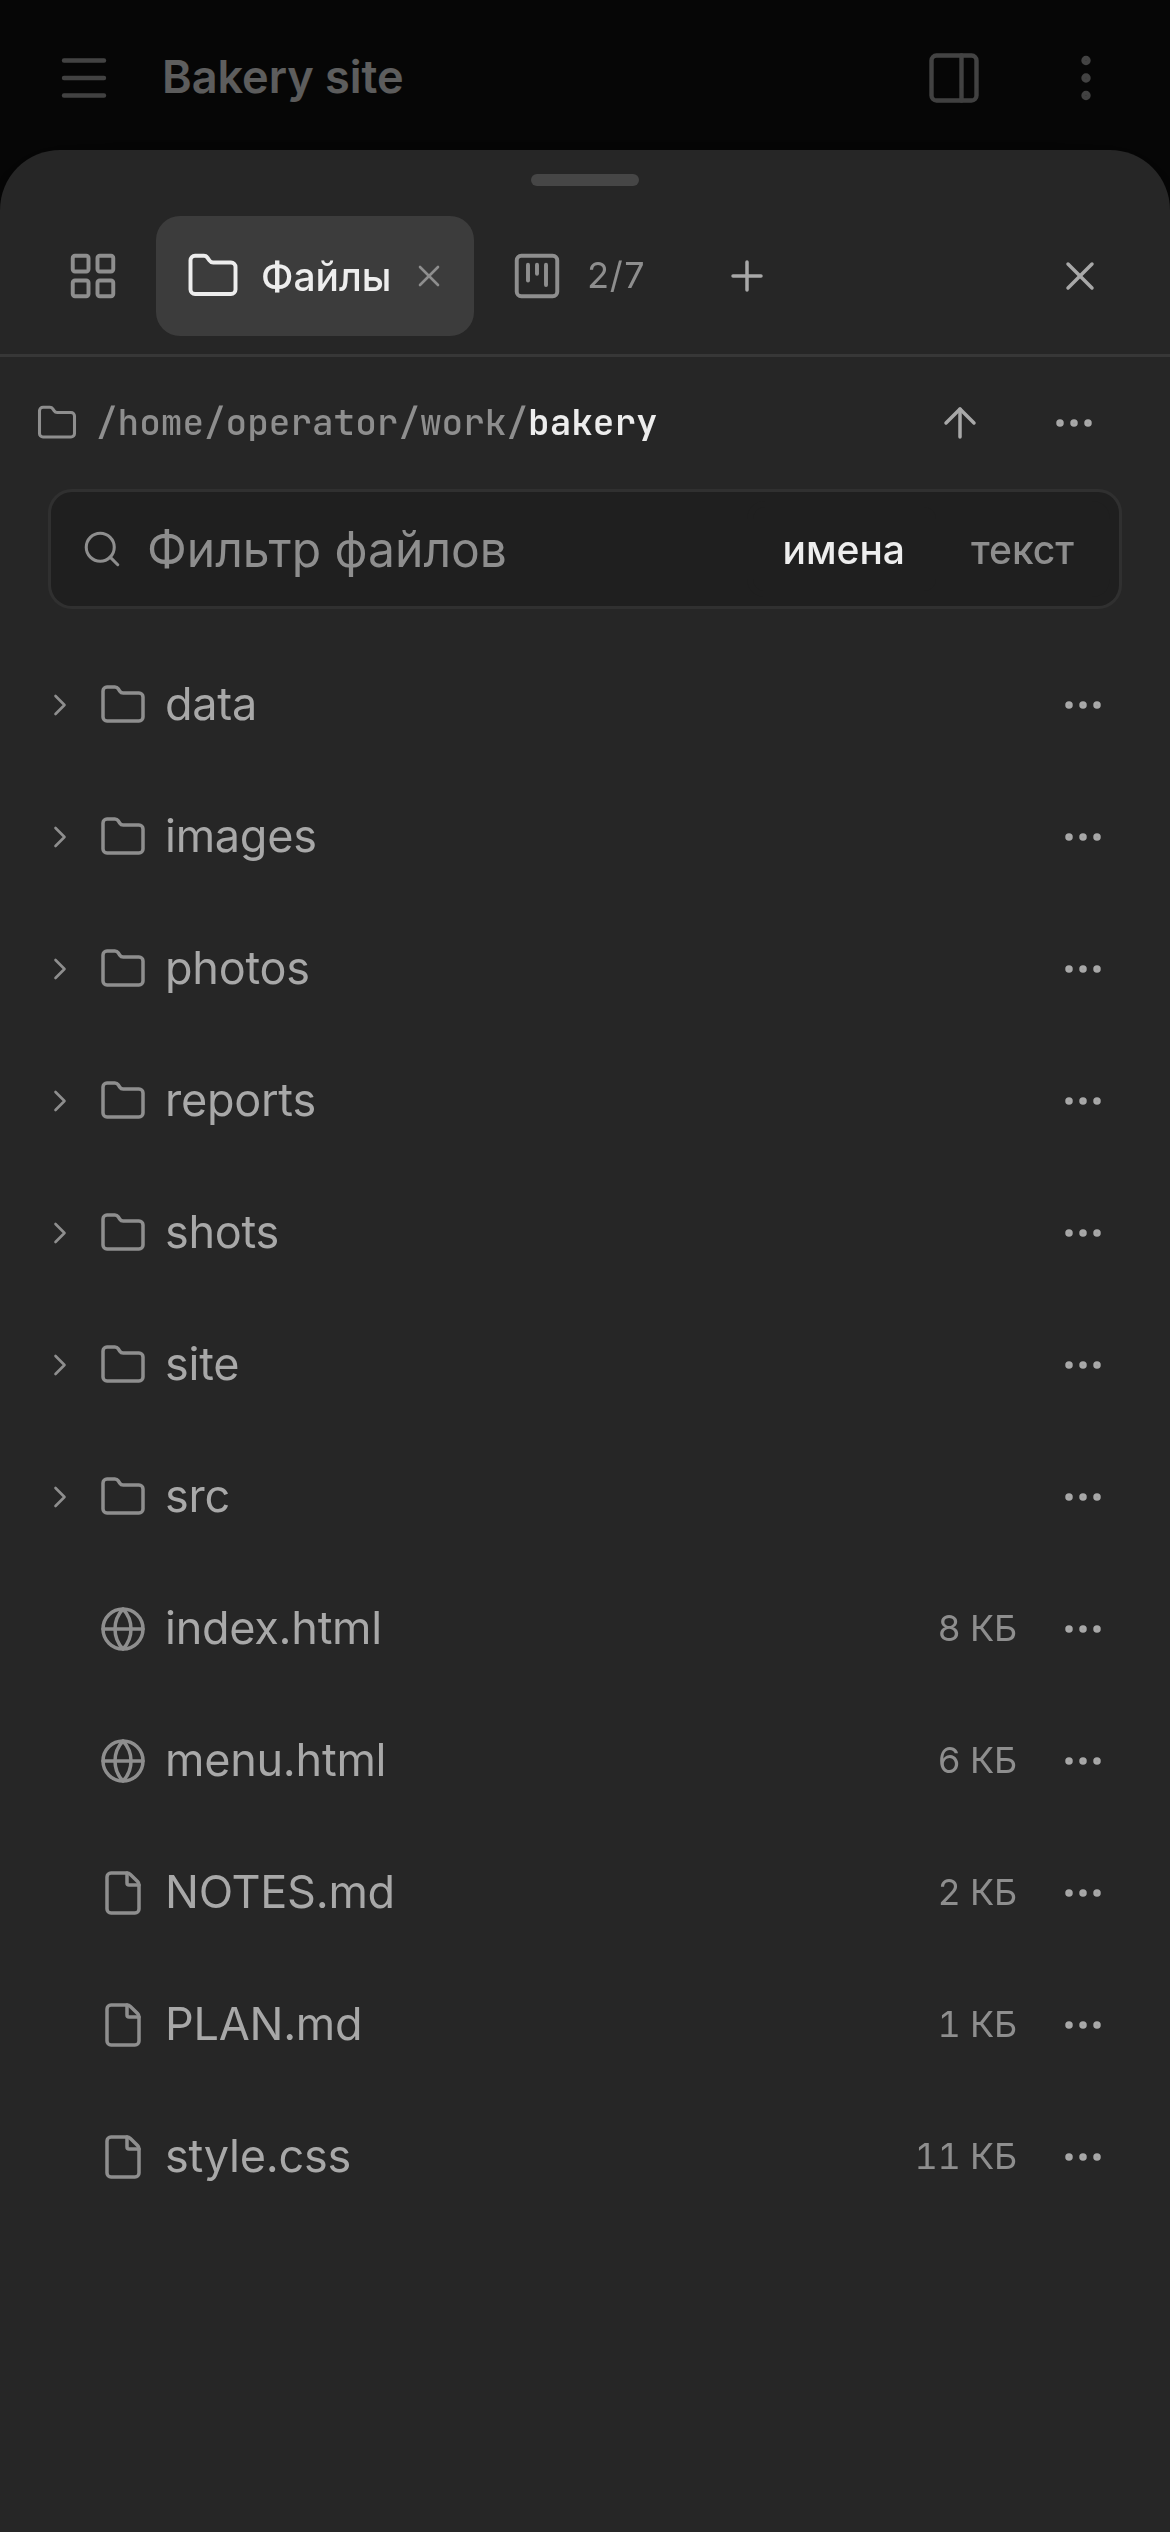 Bakery site
Файлы 2/7
/home/operator/work/bakery
Фильтр файлов имена текст
data
images
photos
reports
shots
site
src
index.html 8 КБ
menu.html 6 КБ
NOTES.md 2 КБ
PLAN.md 1 КБ
style.css 11 КБ